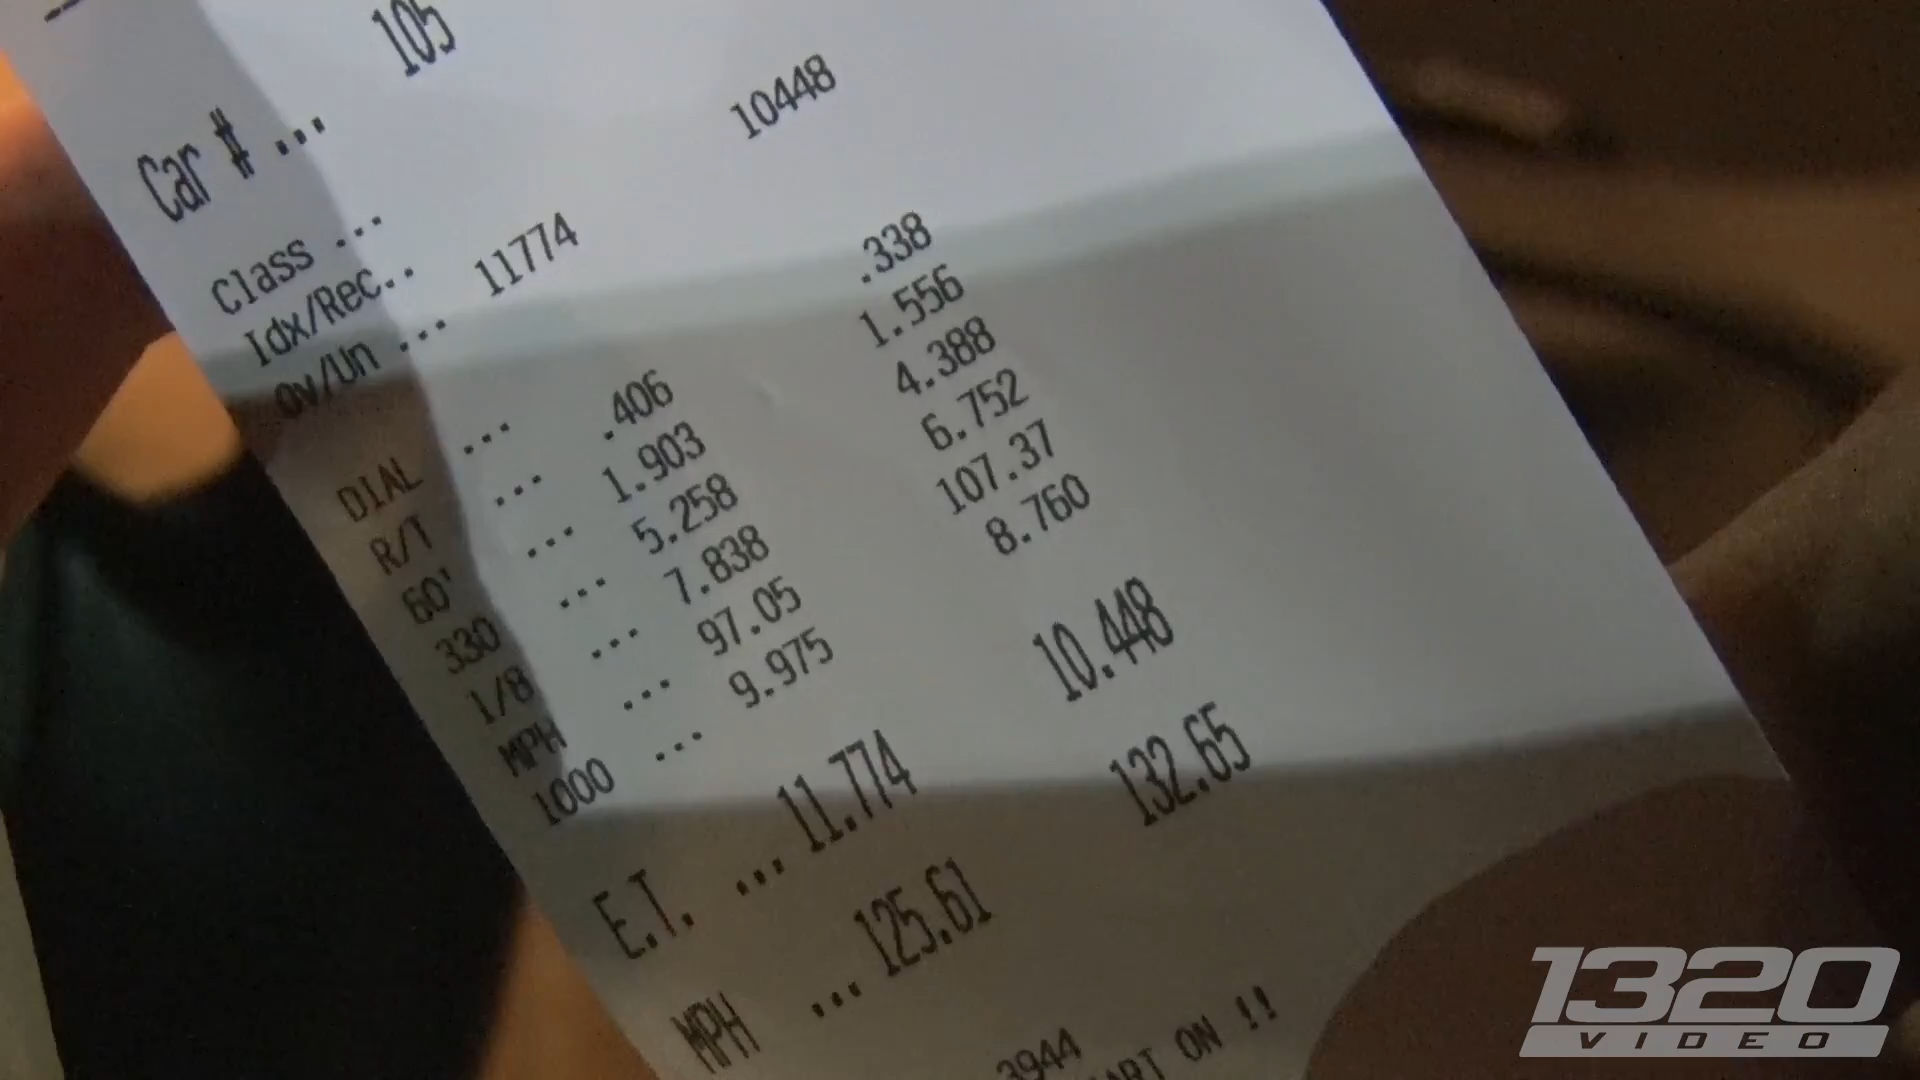 Car # ... 105
Class ...
Idx/Rec..
Ov/Un ... 11774 10448
DIAL ...
R/T ... .406 .338
60' ... 1.903 1.556
330 ... 5.258 4.388
1/8 ... 7.838 6.752
MPH ... 97.05 107.37
1000 ... 9.975 8.760
E.T. ... 11.774 10.448
MPH ... 125.61 132.65
3944
ON !!
1320
VIDEO